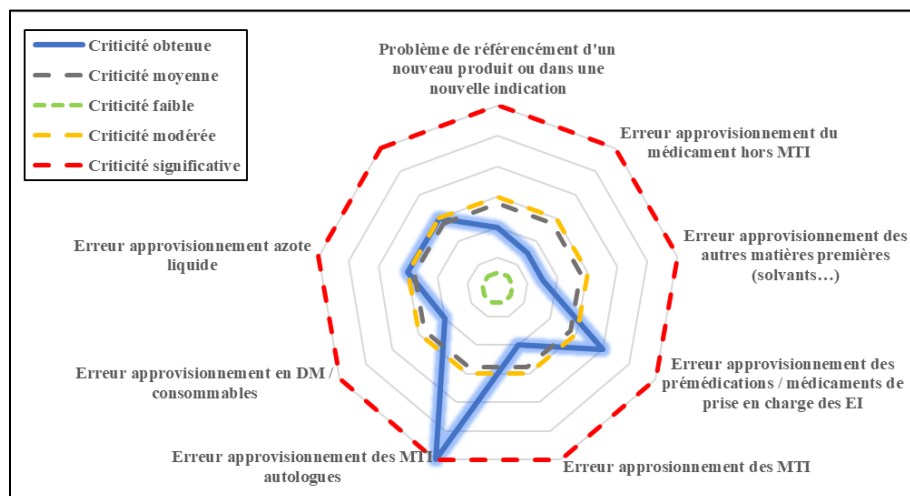 Criticité obtenue
Criticité moyenne
Criticité faible
Criticité modérée
Criticité significative
Problème de référencément d'un
nouveau produit ou dans une
nouvelle indication
Erreur approvisionnement du
médicament hors MTI
Erreur approvisionnement des
autres matières premières
(solvants…)
Erreur approvisionnement des
prémédications / médicaments de
prise en charge des EI
Erreur approsionnement des MTI
Erreur approvisionnement des MTI
autologues
Erreur approvisionnement en DM /
consommables
Erreur approvisionnement azote
liquide